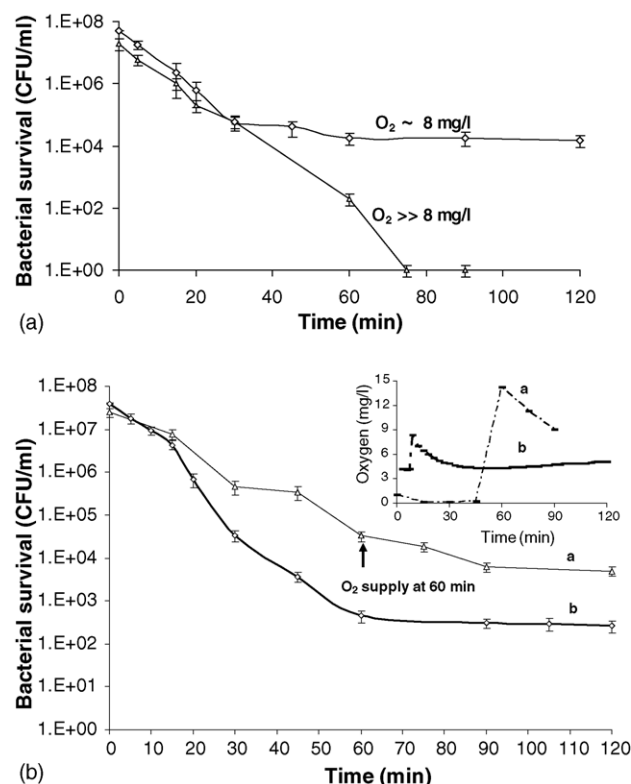 (a)
Bacterial survival (CFU/ml)
1.E+08
1.E+06
1.E+04
1.E+02
1.E+00
O₂ ~ 8 mg/l
O₂ >> 8 mg/l
0 20 40 60 80 100 120
Time (min)
(b)
Bacterial survival (CFU/ml)
1.E+08
1.E+07
1.E+06
1.E+05
1.E+04
1.E+03
1.E+02
1.E+01
1.E+00
Oxygen (mg/l)
15
12
9
6
3
0
a
b
0 30 60 90 120
Time (min)
a
O₂ supply at 60 min
b
0 10 20 30 40 50 60 70 80 90 100 110 120
Time (min)